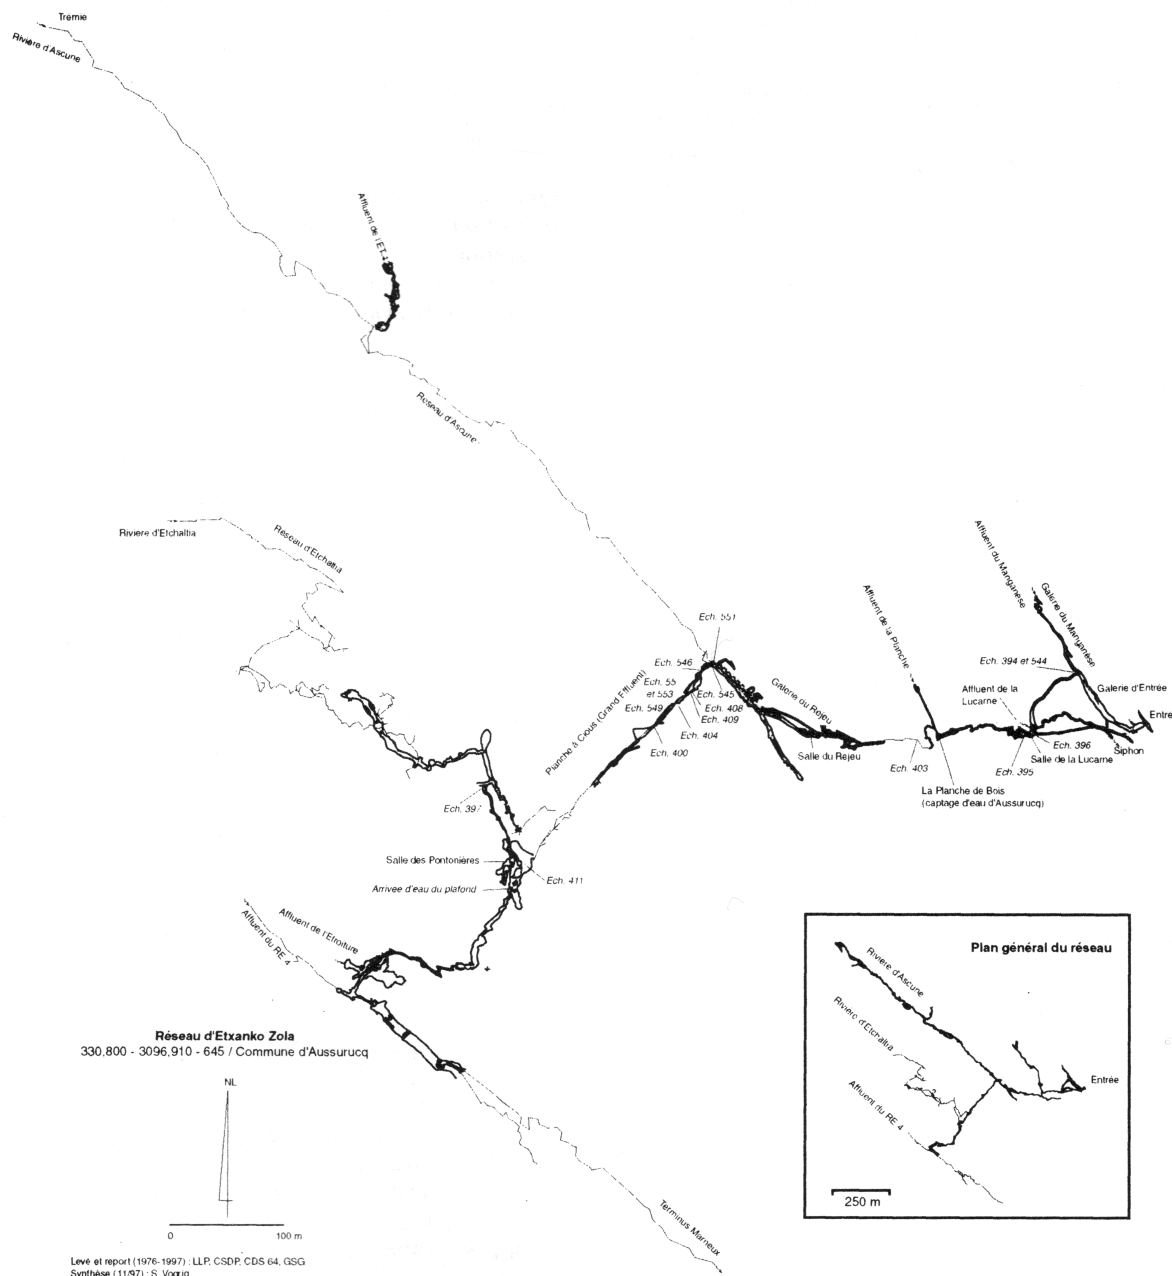 Trémie
Rivière d'Ascune
Affluent de l'ET
Réseau d'Ascune
Rivière d'Etchaltia
Réseau d'Etchaltia
Affluent du Manganèse
Galerie du Manganèse
Affluent de la Planche
Ech. 551
Ech. 546
Ech. 394 et 544
Ech. 55
et 553
Ech. 545
Galerie du Rejeu
Affluent de la
Lucarne
Galerie d'Entrée
Ech. 549
Ech. 408
Ech. 409
Entre
Planche à Clous (Grand Effluent)
Ech. 404
Ech. 400
Salle du Rejeu
Ech. 403
Ech. 396
Siphon
Salle de la Lucarne
Ech. 395
La Planche de Bois
(captage d'eau d'Aussurucq)
Ech. 397
Salle des Pontonières
Ech. 411
Arrivée d'eau du plafond
Affluent de l'Etroiture
Affluent du RE 4
Réseau d'Etxanko Zola
330,800 - 3096,910 - 645 / Commune d'Aussurucq
NL
0 100 m
Levé et report (1976-1997) : LLP, CSDP, CDS 64, GSG
Synthèse (11/97) : S. Vogrig
Terminus Marneux
Plan général du réseau
Rivière d'Ascune
Rivière d'Etchaltia
Affluent du RE 4
Entrée
250 m